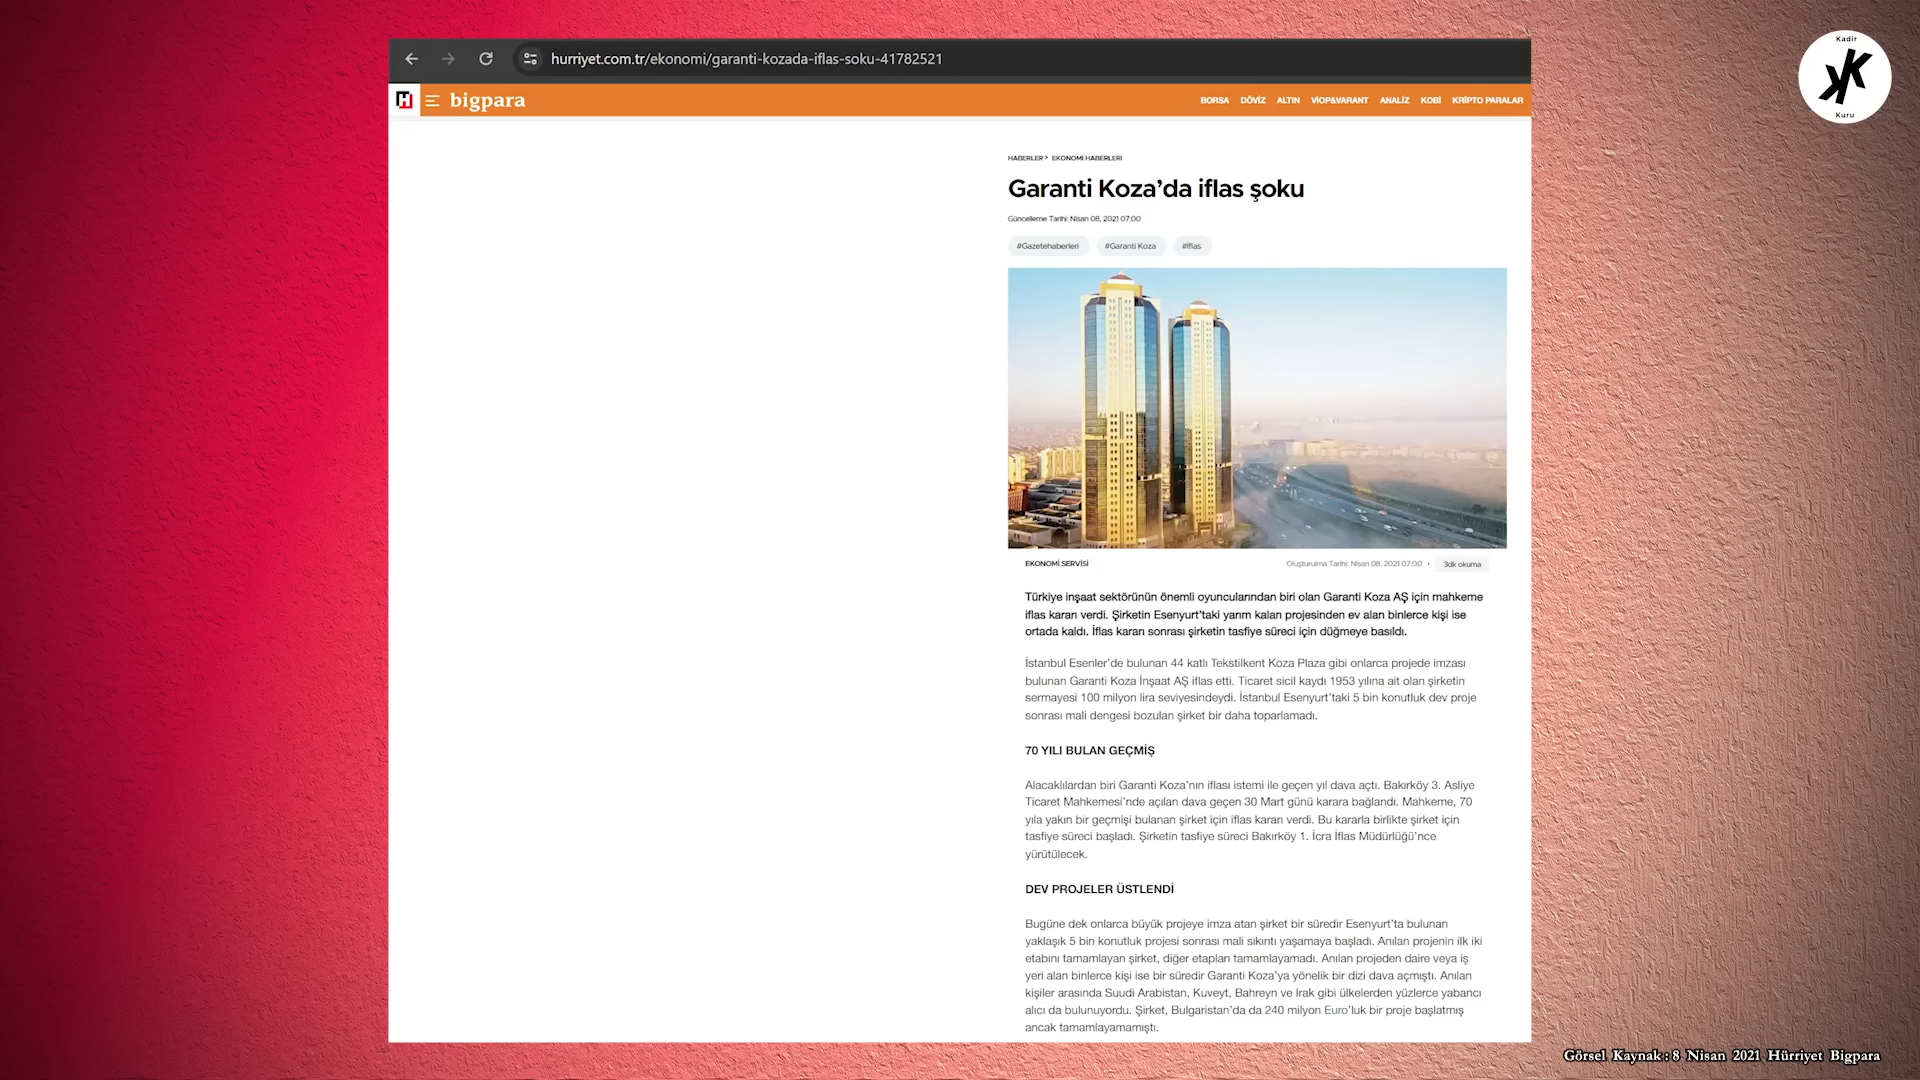 hurriyet.com.tr/ekonomi/garanti-kozada-iflas-soku-41782521
Kadir
KK
Kuru
H bigpara
BORSA DÖVİZ ALTIN VİOP&VARANT ANALİZ KOBİ KRİPTO PARALAR
HABERLER > EKONOMİ HABERLERİ
Garanti Koza’da iflas şoku
Güncelleme Tarihi: Nisan 08, 2021 07:00
#Gazetehaberleri #Garanti Koza #Iflas
EKONOMİ SERVİSİ
Oluşturulma Tarihi: Nisan 08, 2021 07:00 • 3dk okuma
Türkiye inşaat sektörünün önemli oyuncularından biri olan Garanti Koza AŞ için mahkeme
iflas kararı verdi. Şirketin Esenyurt’taki yarım kalan projesinden ev alan binlerce kişi ise
ortada kaldı. İflas kararı sonrası şirketin tasfiye süreci için düğmeye basıldı.
İstanbul Esenler’de bulunan 44 katlı Tekstilkent Koza Plaza gibi onlarca projede imzası
bulunan Garanti Koza İnşaat AŞ iflas etti. Ticaret sicil kaydı 1953 yılına ait olan şirketin
sermayesi 100 milyon lira seviyesindeydi. İstanbul Esenyurt’taki 5 bin konutluk dev proje
sonrası mali dengesi bozulan şirket bir daha toparlamadı.
70 YILI BULAN GEÇMİŞ
Alacaklılardan biri Garanti Koza’nın iflası istemi ile geçen yıl dava açtı. Bakırköy 3. Asliye
Ticaret Mahkemesi’nde açılan dava geçen 30 Mart günü karara bağlandı. Mahkeme, 70
yıla yakın bir geçmişi bulanan şirket için iflas kararı verdi. Bu kararla birlikte şirket için
tasfiye süreci başladı. Şirketin tasfiye süreci Bakırköy 1. İcra İflas Müdürlüğü’nce
yürütülecek.
DEV PROJELER ÜSTLENDİ
Bugüne dek onlarca büyük projeye imza atan şirket bir süredir Esenyurt’ta bulunan
yaklaşık 5 bin konutluk projesi sonrası mali sıkıntı yaşamaya başladı. Anılan projenin ilk iki
etabını tamamlayan şirket, diğer etapları tamamlayamadı. Anılan projeden daire veya iş
yeri alan binlerce kişi ise bir süredir Garanti Koza’ya yönelik bir dizi dava açmıştı. Anılan
kişiler arasında Suudi Arabistan, Kuveyt, Bahreyn ve Irak gibi ülkelerden yüzlerce yabancı
alıcı da bulunuyordu. Şirket, Bulgaristan’da da 240 milyon Euro’luk bir proje başlatmış
ancak tamamlayamamıştı.
Görsel Kaynak : 8 Nisan 2021 Hürriyet Bigpara